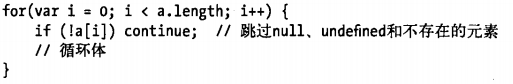 for(var i = 0; i < a.length; i++) {
    if (!a[i]) continue;  // 跳过null、undefined和不存在的元素
    // 循环体
}